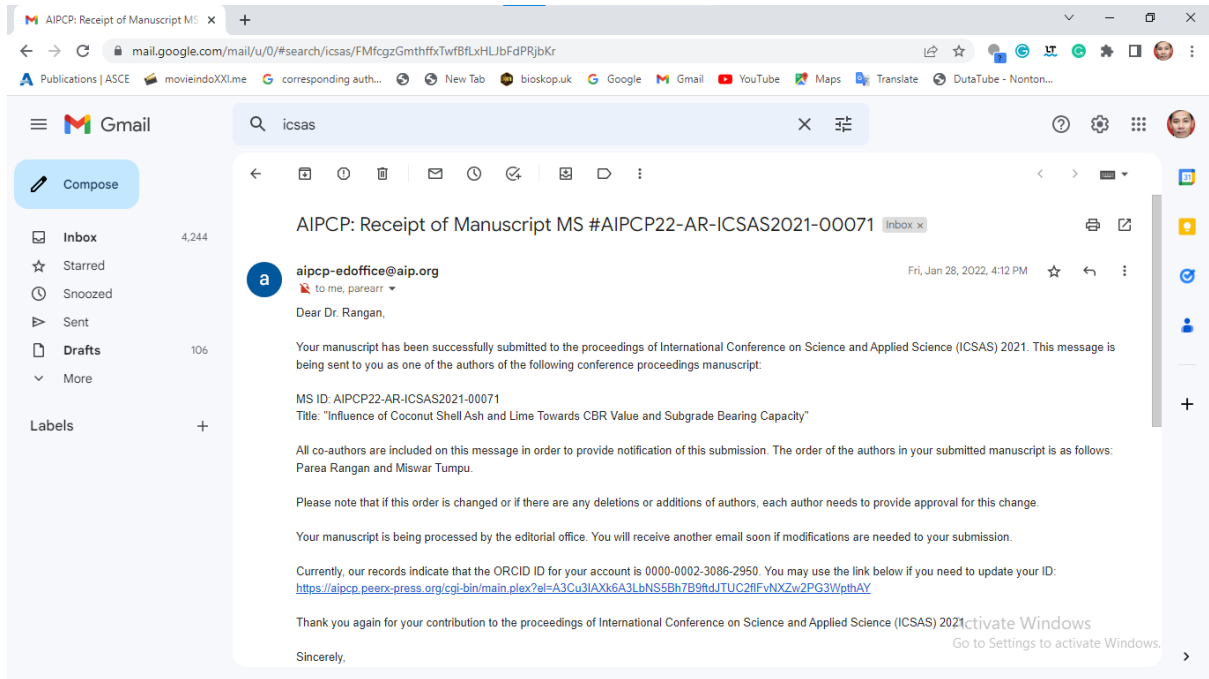 AIPCP: Receipt of Manuscript MS
mail.google.com/mail/u/0/#search/icsas/FMfcgzGmthffxTwfBfLxHLJbFdPRjbKr
Publications | ASCE movieindoXXI.me corresponding auth... New Tab bioskop.uk Google Gmail YouTube Maps Translate DutaTube - Nonton...
Gmail
icsas
Compose
Inbox 4,244
Starred
Snoozed
Sent
Drafts 106
More
Labels
AIPCP: Receipt of Manuscript MS #AIPCP22-AR-ICSAS2021-00071 Inbox x
a
aipcp-edoffice@aip.org Fri, Jan 28, 2022, 4:12 PM
to me, parearr
Dear Dr. Rangan,
Your manuscript has been successfully submitted to the proceedings of International Conference on Science and Applied Science (ICSAS) 2021. This message is
being sent to you as one of the authors of the following conference proceedings manuscript:
MS ID: AIPCP22-AR-ICSAS2021-00071
Title: "Influence of Coconut Shell Ash and Lime Towards CBR Value and Subgrade Bearing Capacity"
All co-authors are included on this message in order to provide notification of this submission. The order of the authors in your submitted manuscript is as follows:
Parea Rangan and Miswar Tumpu.
Please note that if this order is changed or if there are any deletions or additions of authors, each author needs to provide approval for this change.
Your manuscript is being processed by the editorial office. You will receive another email soon if modifications are needed to your submission.
Currently, our records indicate that the ORCID ID for your account is 0000-0002-3086-2950. You may use the link below if you need to update your ID:
https://aipcp.peerx-press.org/cgi-bin/main.plex?el=A3Cu3IAXk6A3LbNS5Bh7B9ftdJTUC2flFvNXZw2PG3WpthAY
Thank you again for your contribution to the proceedings of International Conference on Science and Applied Science (ICSAS) 2021.
Sincerely,
Activate Windows
Go to Settings to activate Windows.